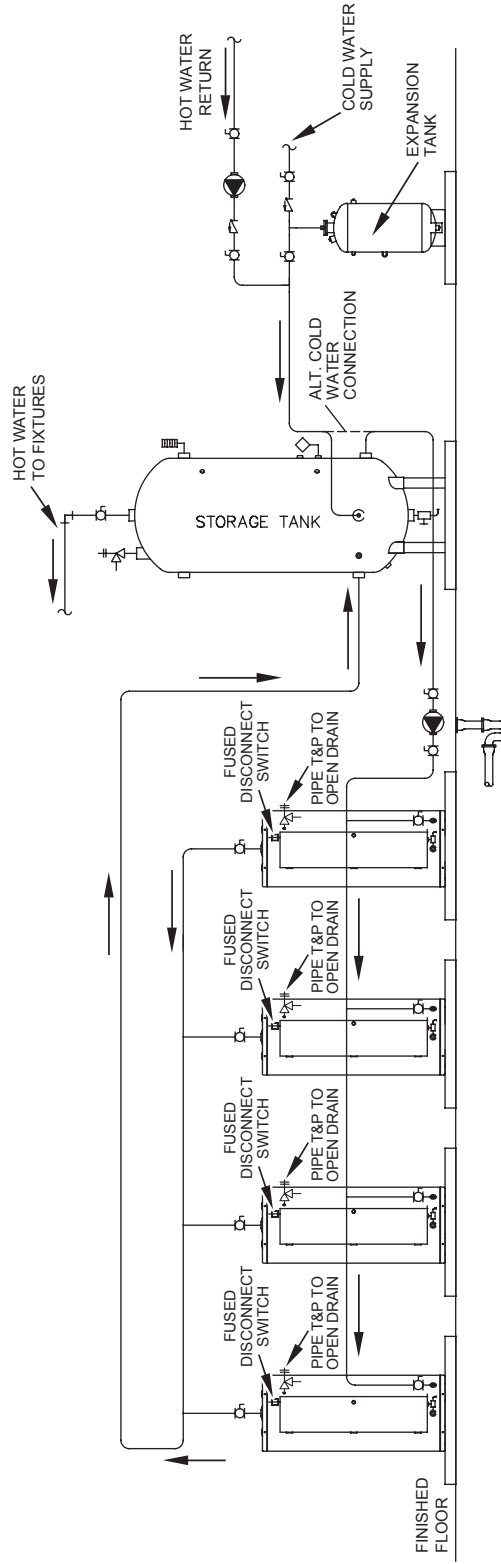 HOT WATER
TO FIXTURES
HOT WATER
RETURN
COLD WATER
SUPPLY
EXPANSION
TANK
ALT. COLD
WATER
CONNECTION
STORAGE TANK
FUSED
DISCONNECT
SWITCH
PIPE T&P TO
OPEN DRAIN
FUSED
DISCONNECT
SWITCH
PIPE T&P TO
OPEN DRAIN
FUSED
DISCONNECT
SWITCH
PIPE T&P TO
OPEN DRAIN
FUSED
DISCONNECT
SWITCH
PIPE T&P TO
OPEN DRAIN
FINISHED
FLOOR